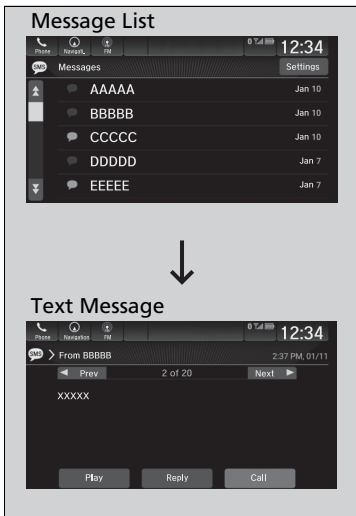 Message List
Phone Navigati. FM 12:34
SMS Messages Settings
AAAAA Jan 10
BBBBB Jan 10
CCCCC Jan 10
DDDDD Jan 7
EEEEE Jan 7
Text Message
Phone Navigation FM 12:34
SMS From BBBBB 2:37 PM, 01/11
Prev 2 of 20 Next
XXXXX
Play Reply Call